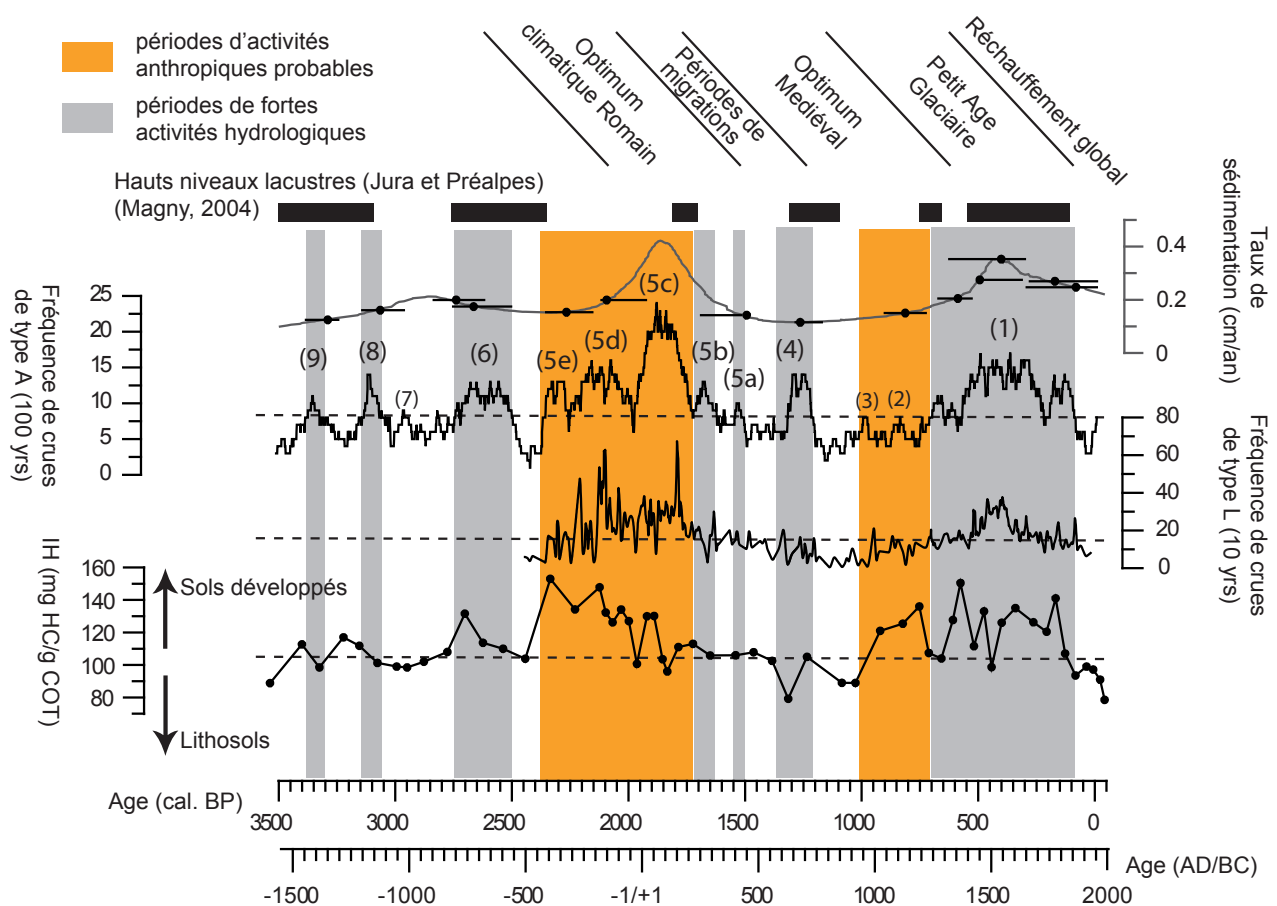 périodes d'activités
anthropiques probables
périodes de fortes
activités hydrologiques
Optimum
climatique Romain
Périodes de
migrations
Optimum
Mediéval
Petit Age
Glaciaire
Réchauffement global
Hauts niveaux lacustres (Jura et Préalpes)
(Magny, 2004)
Taux de
sédimentation (cm/an)
0.4
0.2
0
Fréquence de crues
de type A (100 yrs)
25
20
15
10
5
0
(9)
(8)
(7)
(6)
(5e)
(5d)
(5c)
(5b)
(5a)
(4)
(3)
(2)
(1)
Fréquence de crues
de type L (10 yrs)
80
60
40
20
0
IH (mg HC/g COT)
160
140
120
100
80
Sols développés
Lithosols
Age (cal. BP)
3500 3000 2500 2000 1500 1000 500 0
Age (AD/BC)
-1500 -1000 -500 -1/+1 500 1000 1500 2000